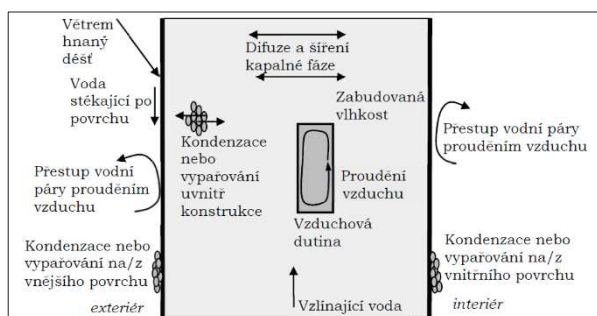 Větrem
hnaný
déšť
Voda
stékající po
povrchu
Přestup vodní
páry prouděním
vzduchu
Kondenzace nebo
vypařování na/z
vnějšího povrchu
exteriér
Difuze a šíření
kapalné fáze
Zabudovaná
vlhkost
Kondenzace
nebo
vypařování
uvnitř
konstrukce
Proudění
vzduchu
Vzduchová
dutina
Vzlínající voda
Přestup vodní páry
prouděním vzduchu
Kondenzace nebo
vypařování na/z
vnitřního povrchu
interiér